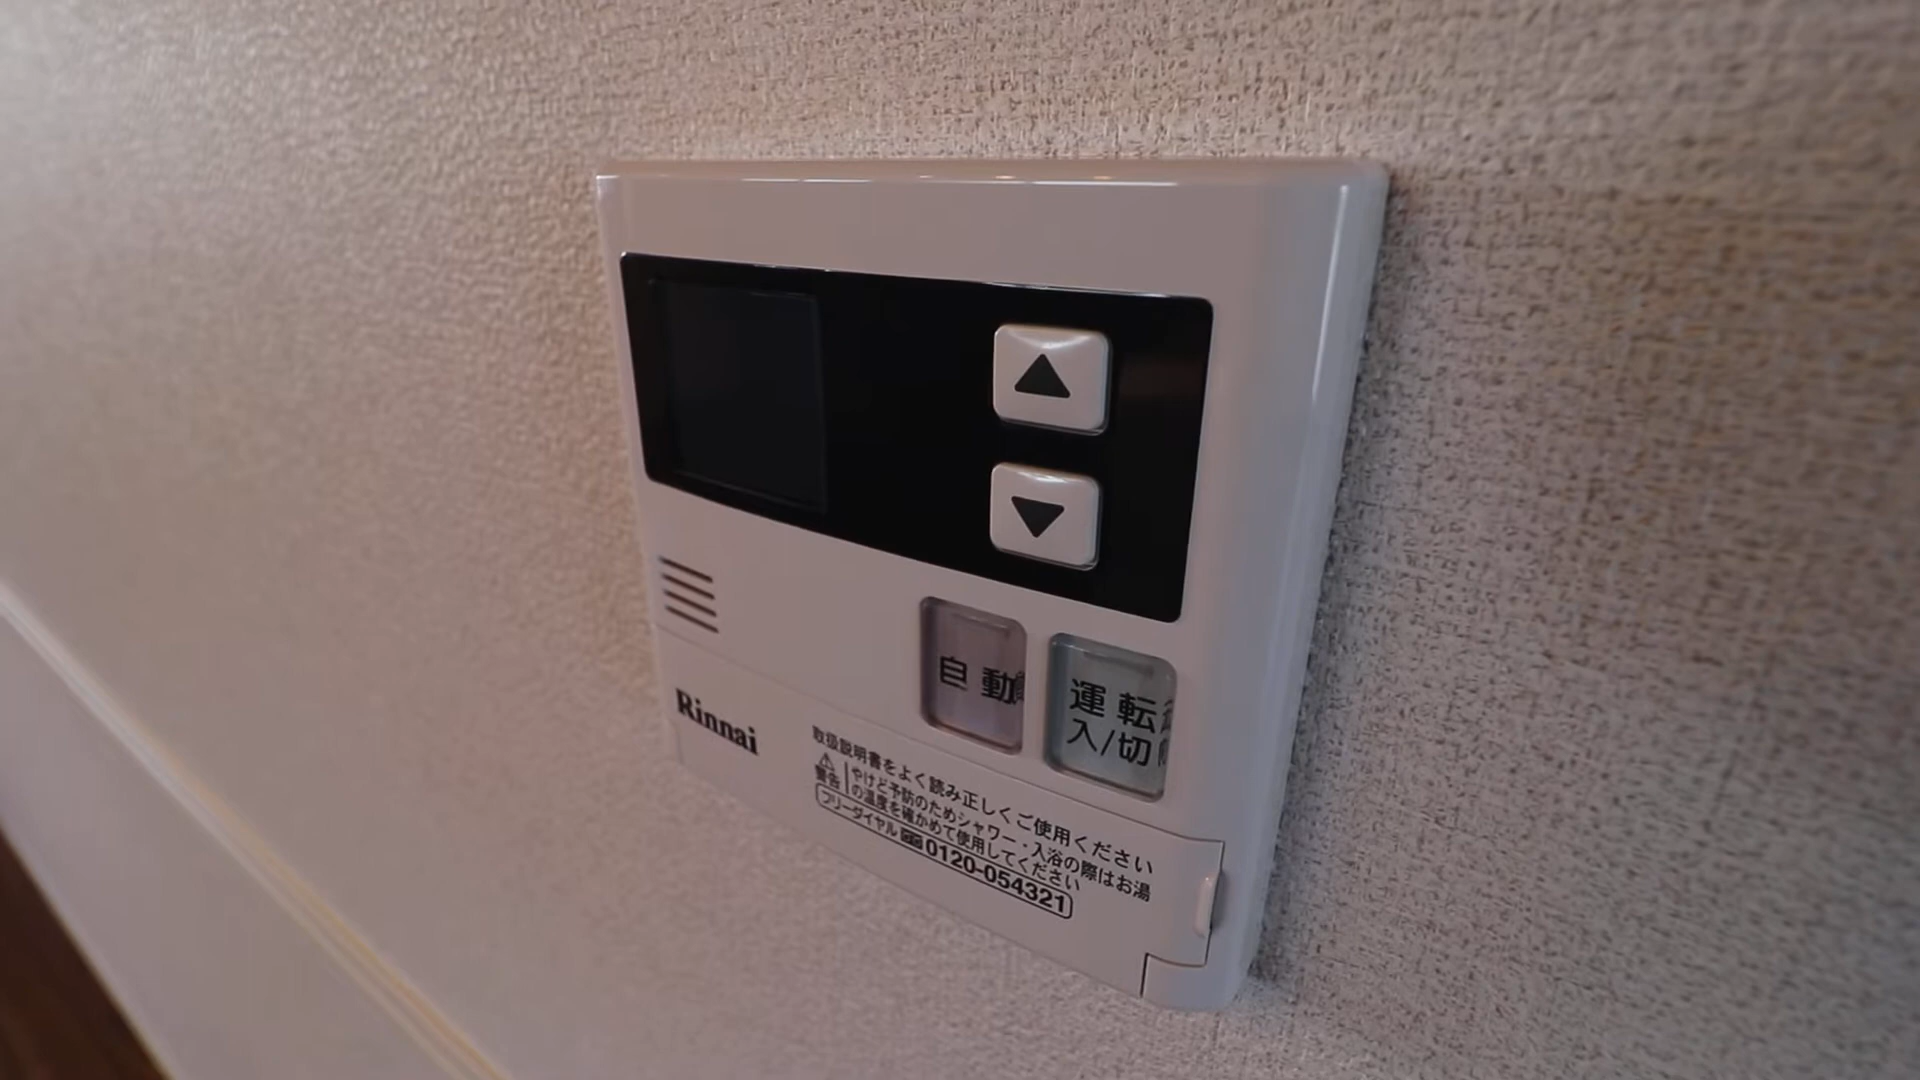 自動
運転
入/切
Rinnai
取扱説明書をよく読み正しくご使用ください
警告
やけど予防のためシャワー・入浴の際はお湯
の温度を確かめて使用してください
フリーダイヤル 0120-054321